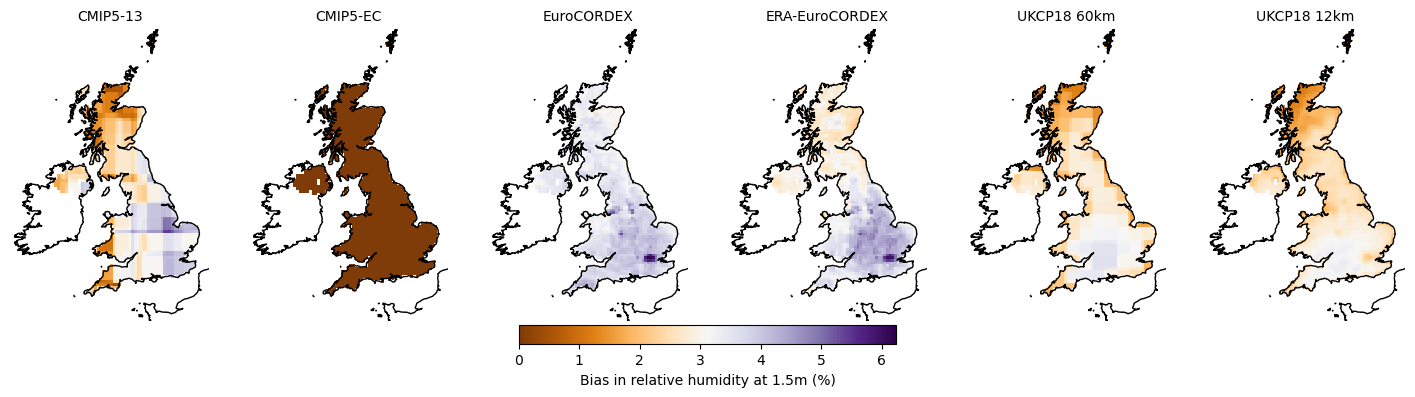 CMIP5-13 CMIP5-EC EuroCORDEX ERA-EuroCORDEX UKCP18 60km UKCP18 12km
0 1 2 3 4 5 6
Bias in relative humidity at 1.5m (%)